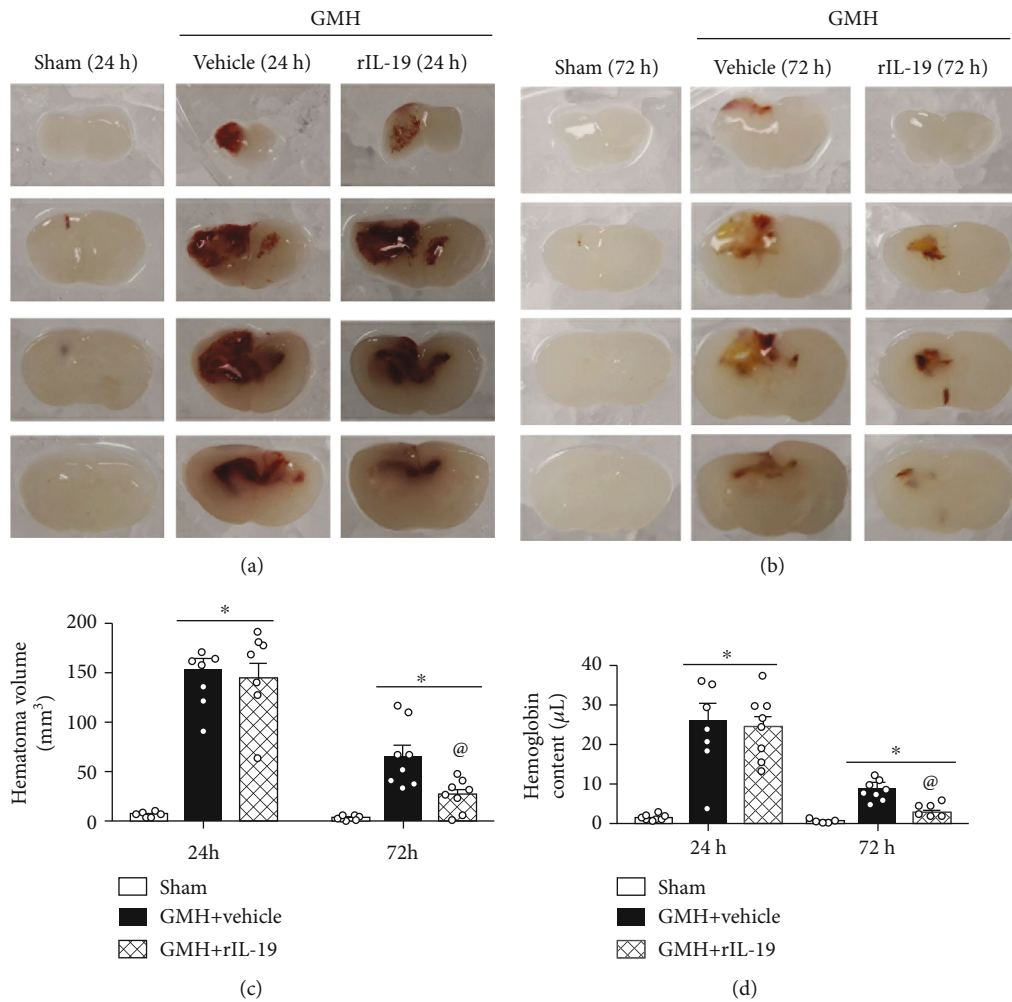 GMH
Sham (24 h) Vehicle (24 h) rIL-19 (24 h)
(a)
GMH
Sham (72 h) Vehicle (72 h) rIL-19 (72 h)
(b)
Hematoma volume
(mm³)
200
150
100
50
0
*
*
@
24h
72h
Sham
GMH+vehicle
GMH+rIL-19
(c)
Hemoglobin
content (μL)
40
30
20
10
0
*
*
@
24 h
72 h
Sham
GMH+vehicle
GMH+rIL-19
(d)